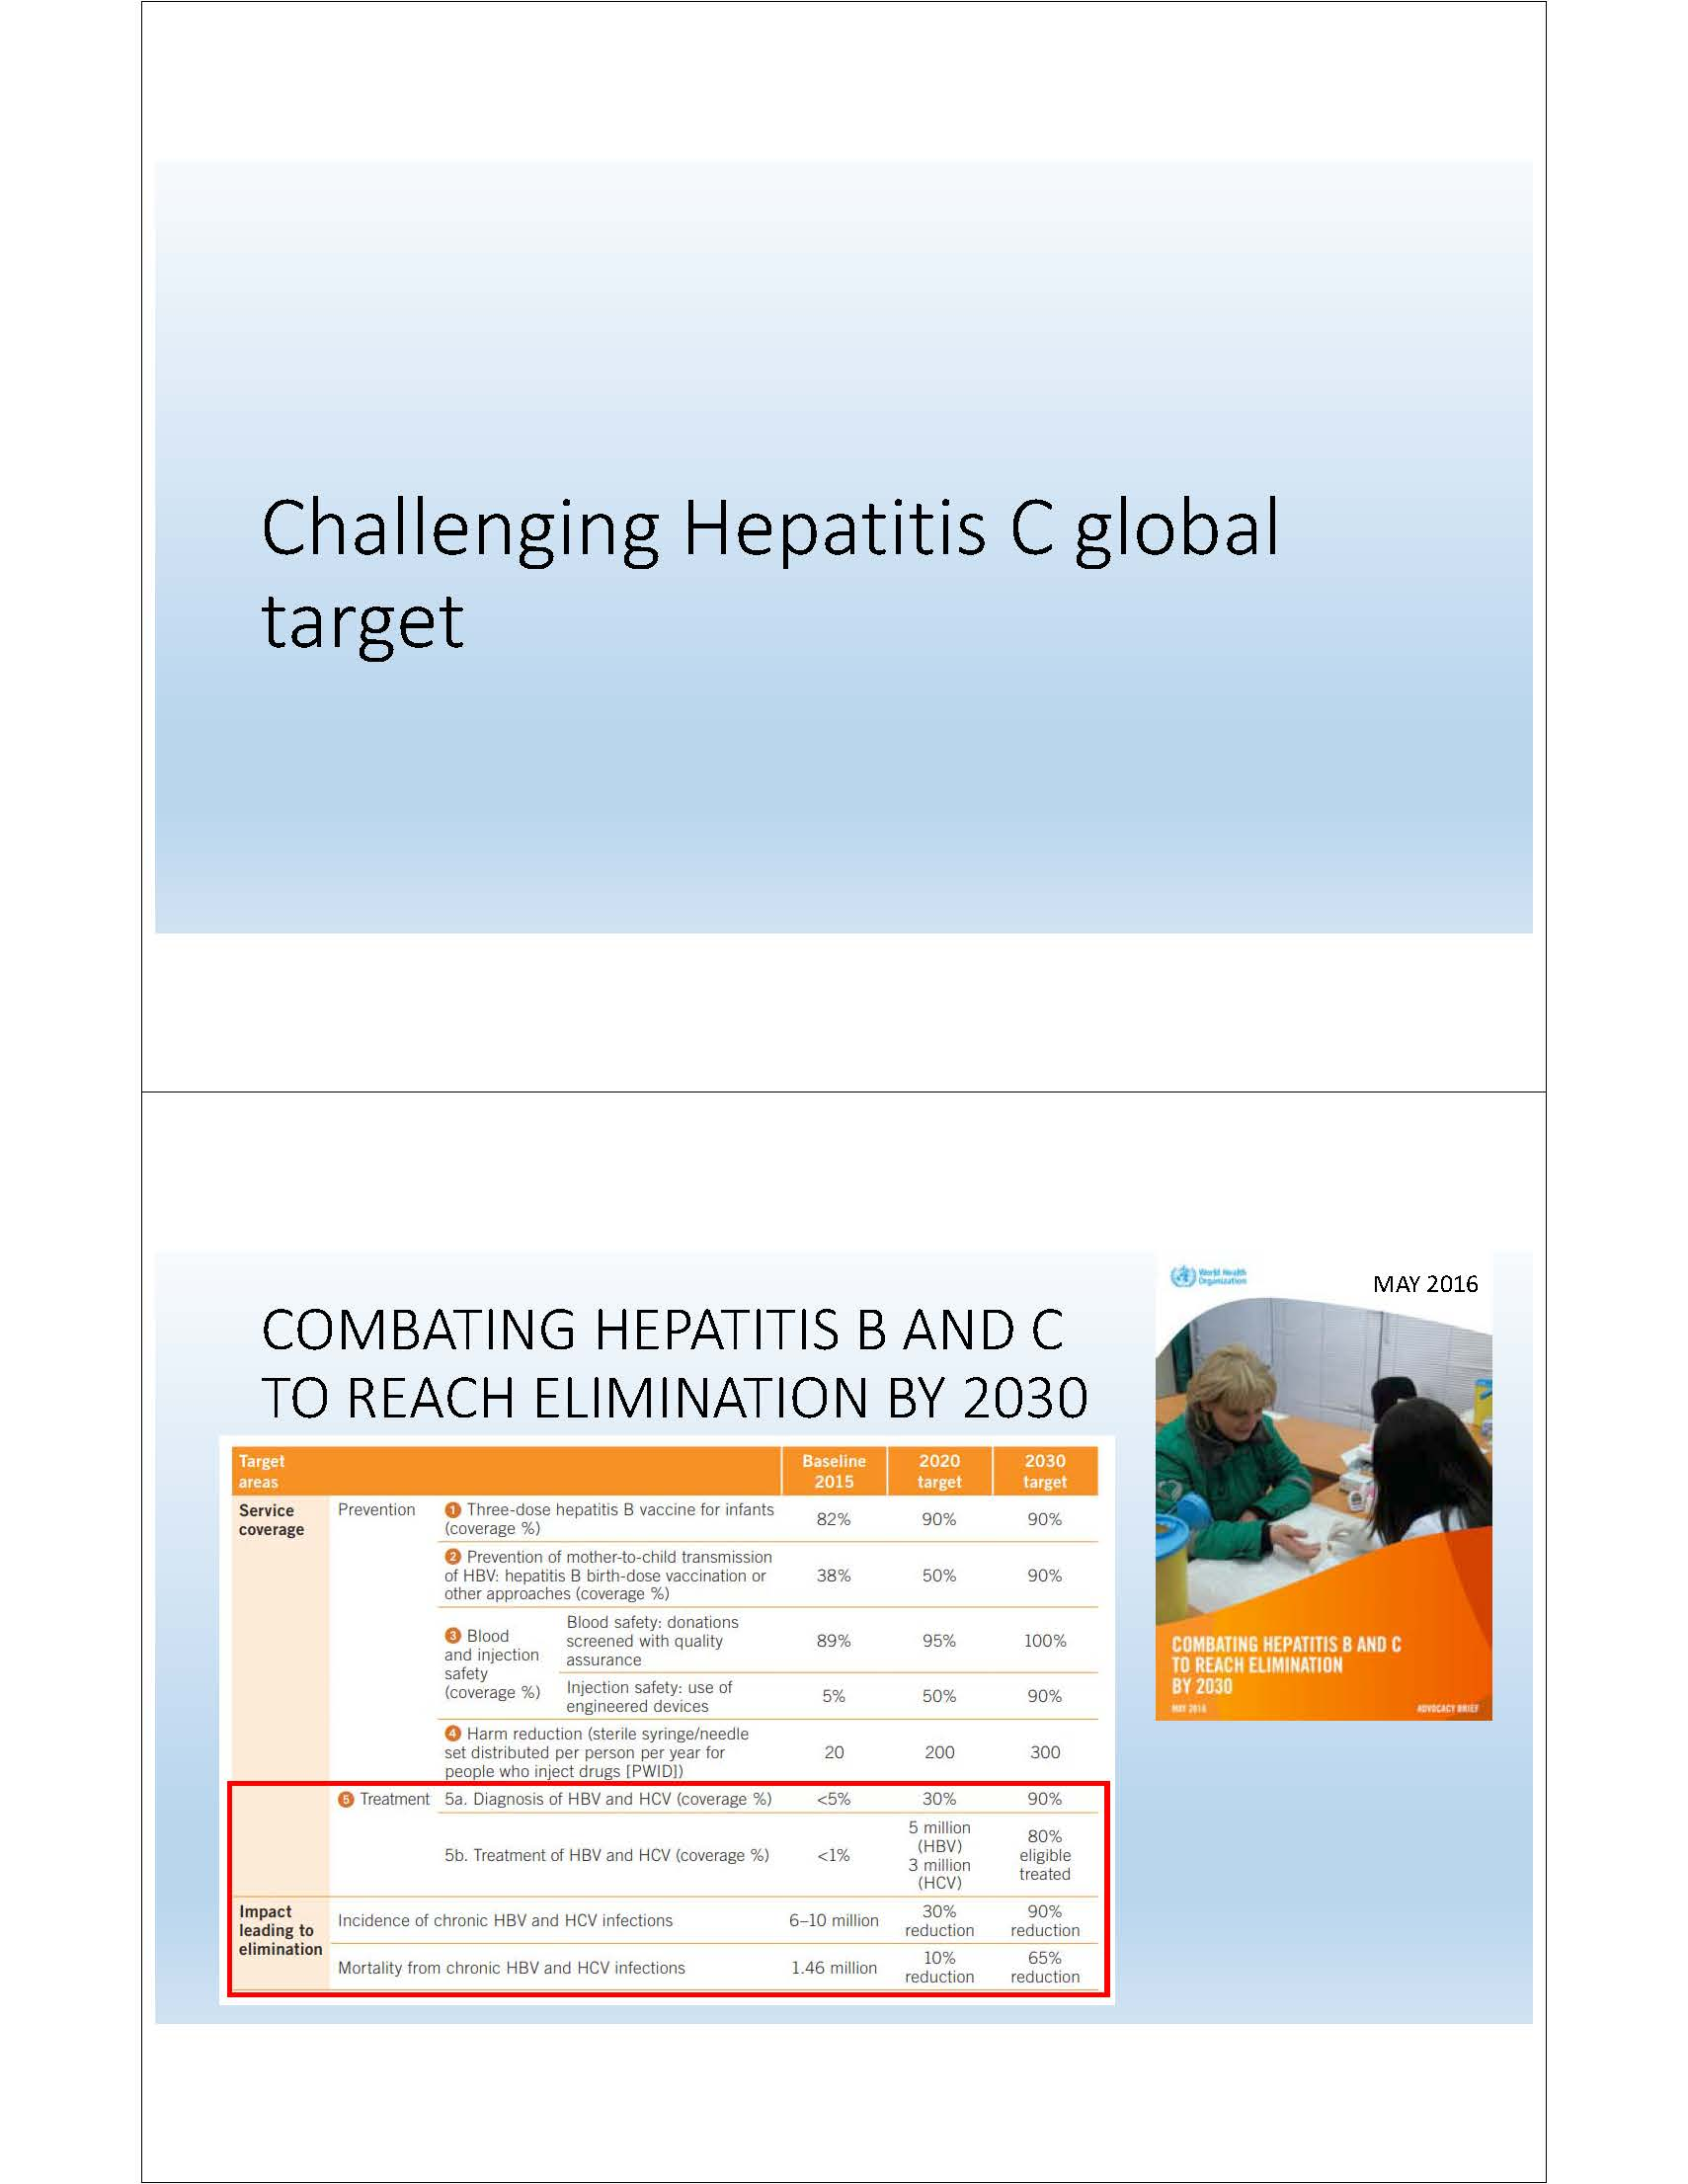 Challenging Hepatitis C global
target
World Health
Organization
MAY 2016
COMBATING HEPATITIS B AND C
TO REACH ELIMINATION BY 2030
Target
areas
Baseline
2015
2020
target
2030
target
Service
coverage
Prevention
1 Three-dose hepatitis B vaccine for infants
(coverage %)
82%
90%
90%
2 Prevention of mother-to-child transmission
of HBV: hepatitis B birth-dose vaccination or
other approaches (coverage %)
38%
50%
90%
3 Blood
and injection
safety
(coverage %)
Blood safety: donations
screened with quality
assurance
89%
95%
100%
Injection safety: use of
engineered devices
5%
50%
90%
4 Harm reduction (sterile syringe/needle
set distributed per person per year for
people who inject drugs [PWID])
20
200
300
5 Treatment
5a. Diagnosis of HBV and HCV (coverage %)
<5%
30%
90%
5b. Treatment of HBV and HCV (coverage %)
<1%
5 million
(HBV)
3 million
(HCV)
80%
eligible
treated
Impact
leading to
elimination
Incidence of chronic HBV and HCV infections
6–10 million
30%
reduction
90%
reduction
Mortality from chronic HBV and HCV infections
1.46 million
10%
reduction
65%
reduction
COMBATING HEPATITIS B AND C
TO REACH ELIMINATION
BY 2030
MAY 2016
ADVOCACY BRIEF